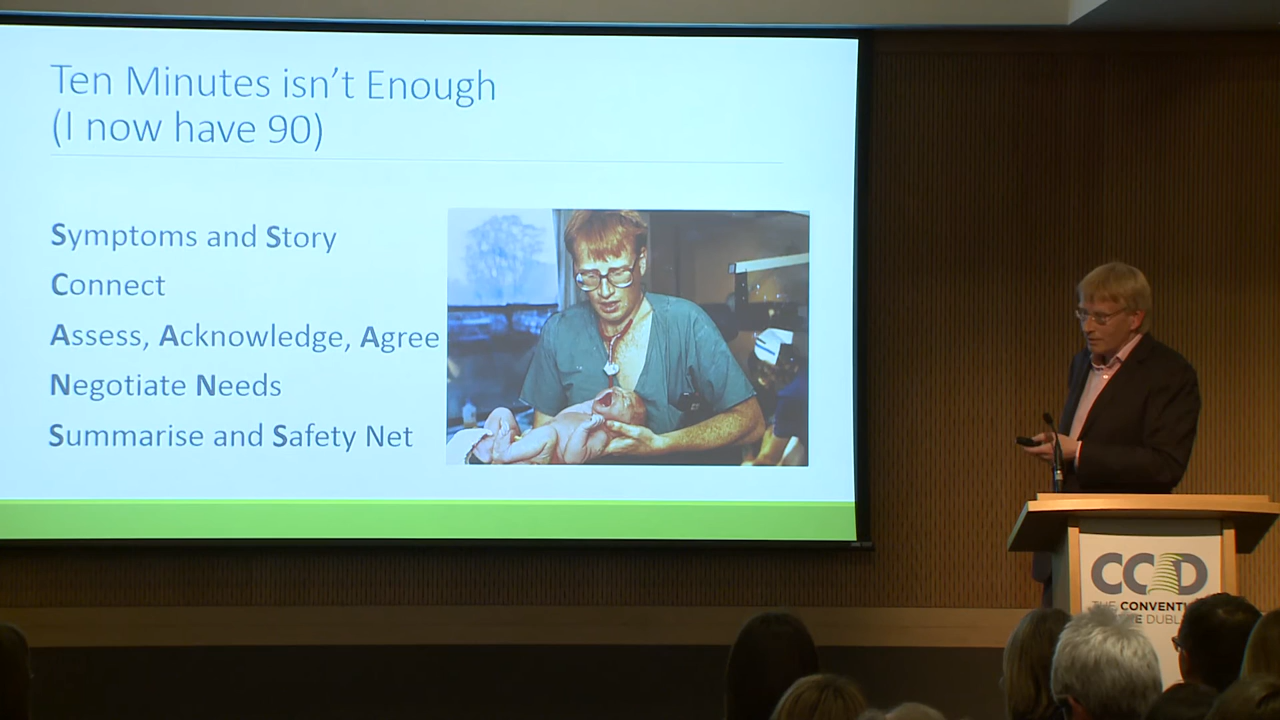 Ten Minutes isn't Enough
(I now have 90)
Symptoms and Story
Connect
Assess, Acknowledge, Agree
Negotiate Needs
Summarise and Safety Net
CCD
THE CONVENTI
E DUBL